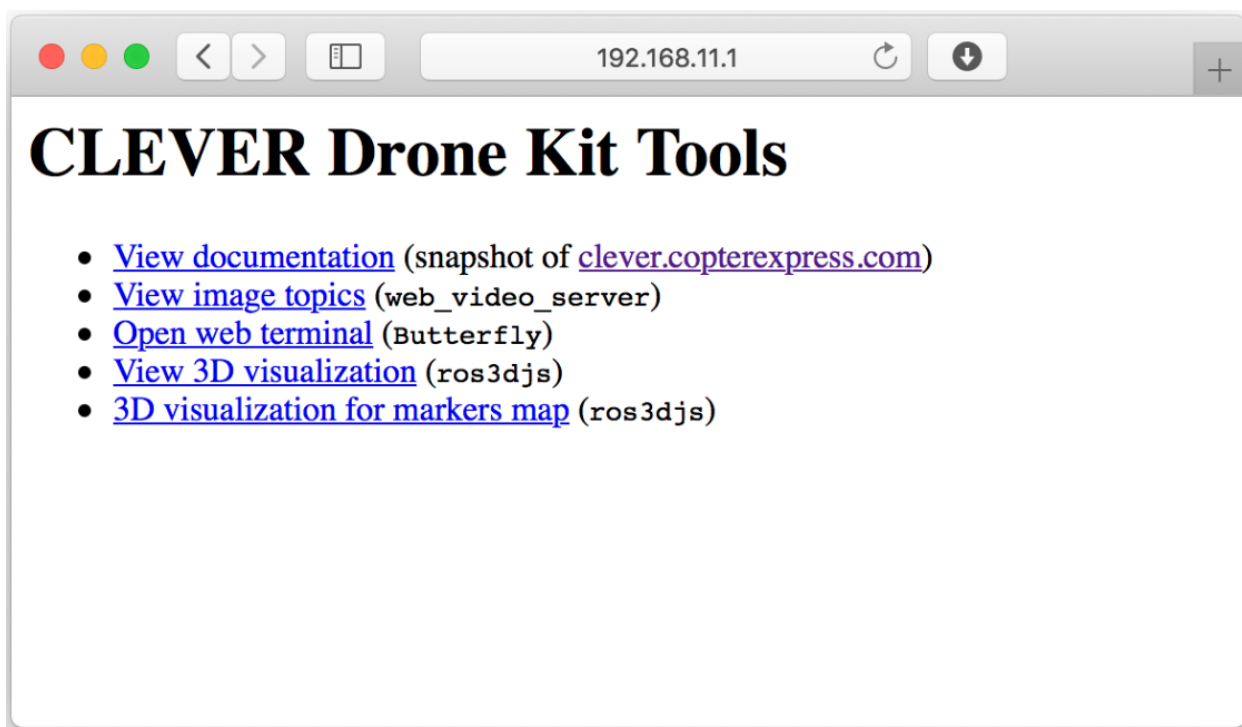 192.168.11.1
CLEVER Drone Kit Tools
View documentation (snapshot of clever.copterexpress.com)
View image topics (web_video_server)
Open web terminal (Butterfly)
View 3D visualization (ros3djs)
3D visualization for markers map (ros3djs)